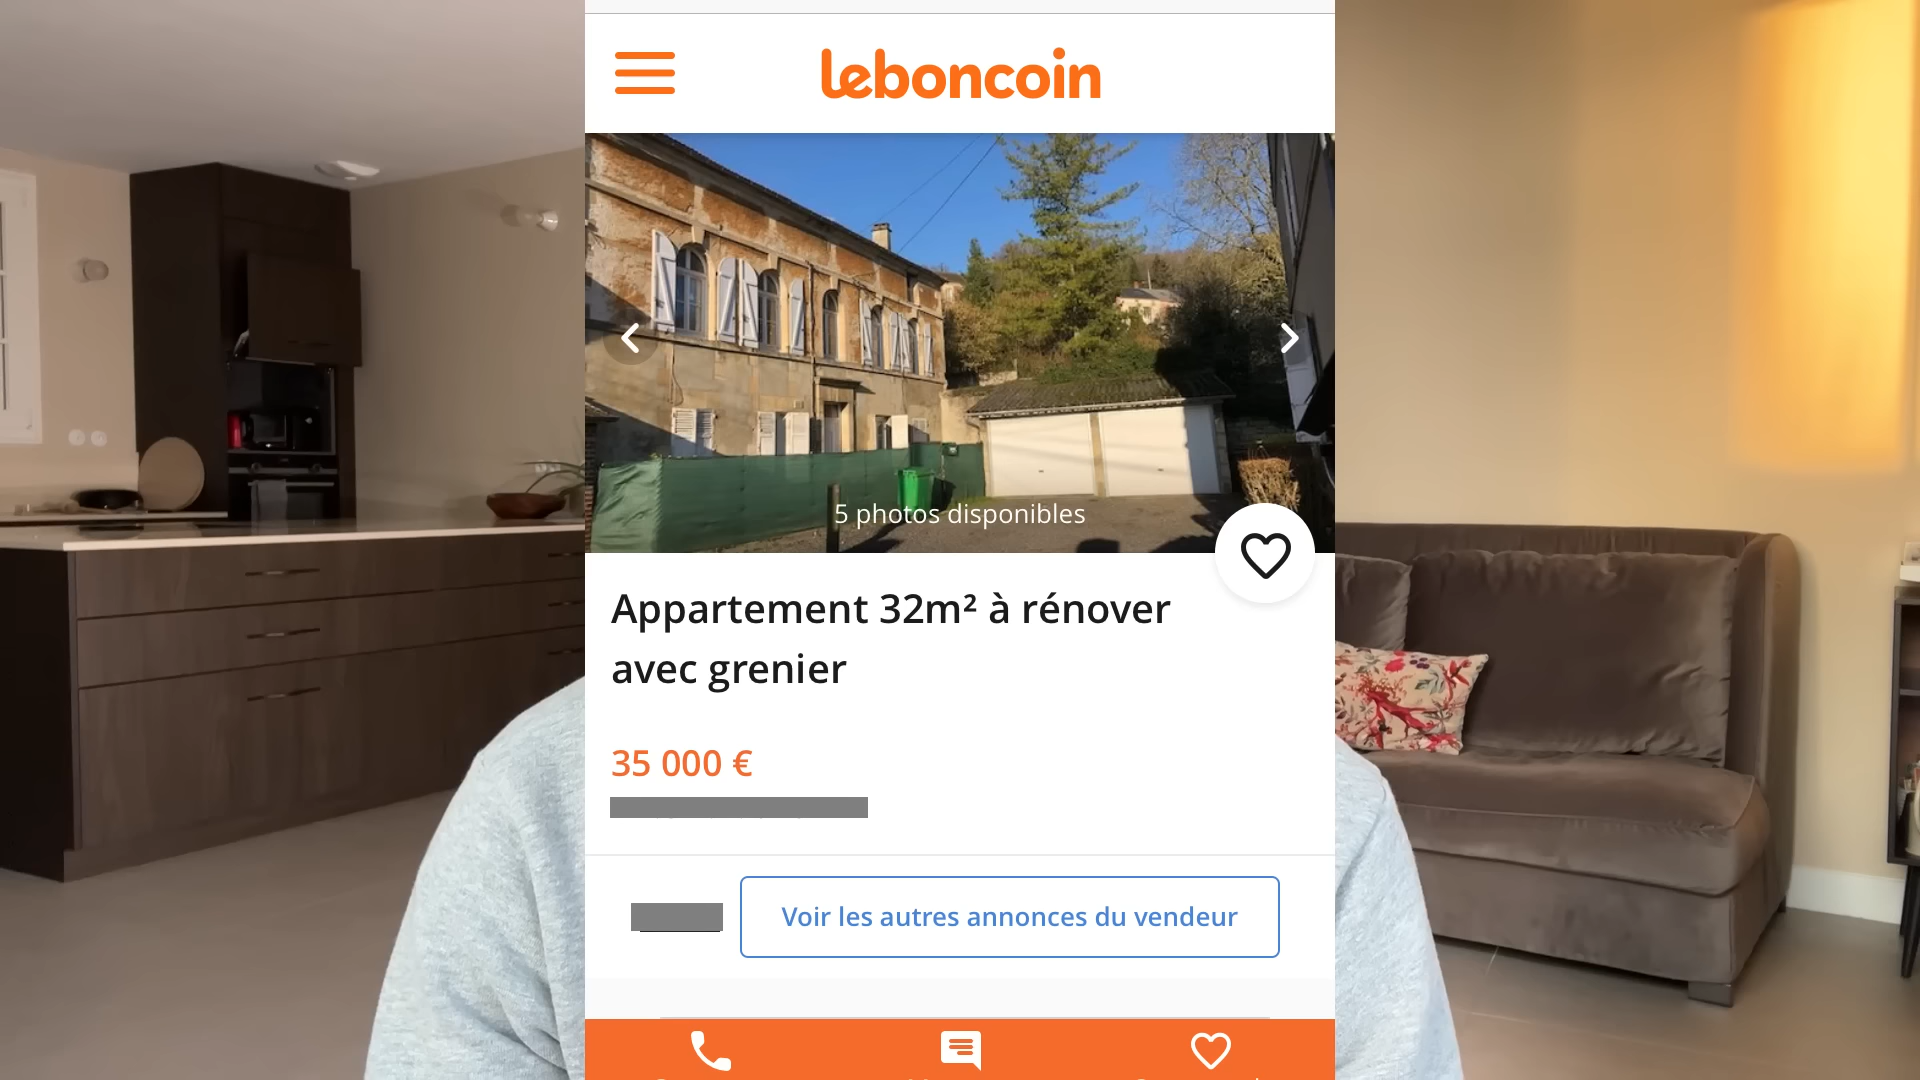 leboncoin
5 photos disponibles
Appartement 32m² à rénover
avec grenier
35 000 €
Voir les autres annonces du vendeur